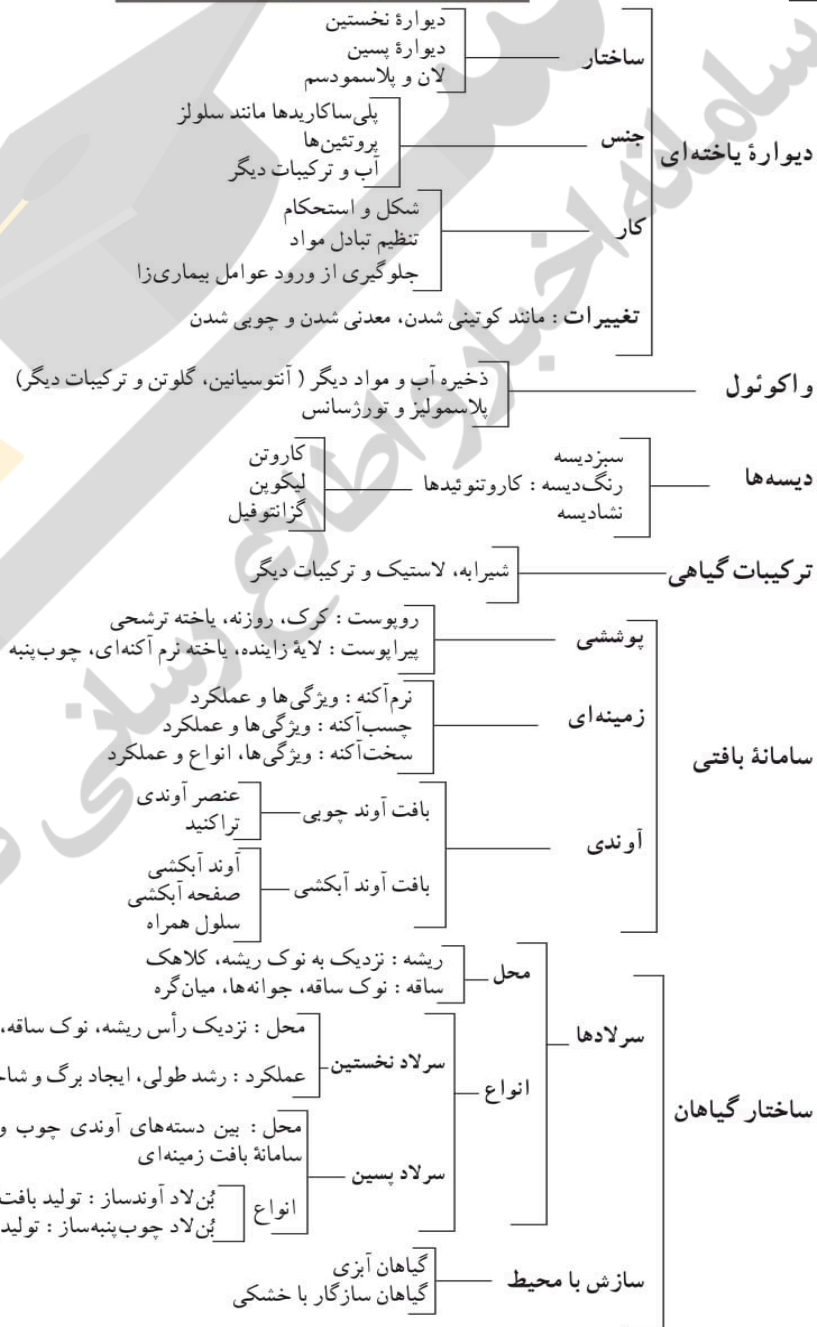 دیوارهٔ یاخته‌ای
ساختار
دیوارهٔ نخستین
دیوارهٔ پسین
لان و پلاسمودسم
جنس
پلی‌ساکاریدها مانند سلولز
پروتئین‌ها
آب و ترکیبات دیگر
کار
شکل و استحکام
تنظیم تبادل مواد
جلوگیری از ورود عوامل بیماری‌زا
تغییرات : مانند کوتینی شدن، معدنی شدن و چوبی شدن
واکوئول
ذخیره آب و مواد دیگر ( آنتوسیانین، گلوتن و ترکیبات دیگر)
پلاسمولیز و تورژسانس
دیسه‌ها
سبزدیسه
رنگ‌دیسه : کاروتنوئیدها
نشادیسه
کاروتن
لیکوپن
گزانتوفیل
ترکیبات گیاهی
شیرابه، لاستیک و ترکیبات دیگر
سامانهٔ بافتی
پوششی
روپوست : کرک، روزنه، یاخته ترشحی
پیراپوست : لایهٔ زاینده، یاخته نرم آکنه‌ای، چوب‌پنبه
زمینه‌ای
نرم‌آکنه : ویژگی‌ها و عملکرد
چسب‌آکنه : ویژگی‌ها و عملکرد
سخت‌آکنه : ویژگی‌ها، انواع و عملکرد
آوندی
بافت آوند چوبی
عنصر آوندی
تراکئید
بافت آوند آبکشی
آوند آبکشی
صفحه آبکشی
سلول همراه
ساختار گیاهان
سرلادها
محل
ریشه : نزدیک به نوک ریشه، کلاهک
ساقه : نوک ساقه، جوانه‌ها، میان‌گره
انواع
سرلاد نخستین
محل : نزدیک رأس ریشه، نوک ساقه،
عملکرد : رشد طولی، ایجاد برگ و
سرلاد پسین
محل : بین دسته‌های آوندی چوب و
سامانهٔ بافت زمینه‌ای
انواع
بُن‌لاد آوندساز : تولید بافت
بُن‌لاد چوب‌پنبه‌ساز : تولید
سازش با محیط
گیاهان آبزی
گیاهان سازگار با خشکی